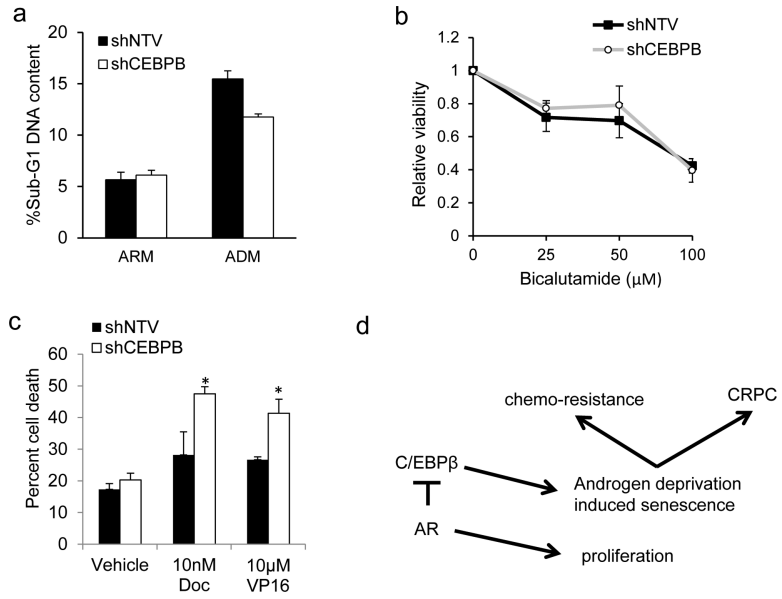 a
shNTV
shCEBPB
%Sub-G1 DNA content
20
15
10
5
0
ARM
ADM
b
shNTV
shCEBPB
Relative viability
1.2
1
0.8
0.6
0.4
0.2
0
0
25
50
100
Bicalutamide (µM)
c
shNTV
shCEBPB
Percent cell death
60
50
40
30
20
10
0
*
*
Vehicle
10nM
Doc
10µM
VP16
d
chemo-resistance
CRPC
C/EBPβ
Androgen deprivation
induced senescence
AR
proliferation